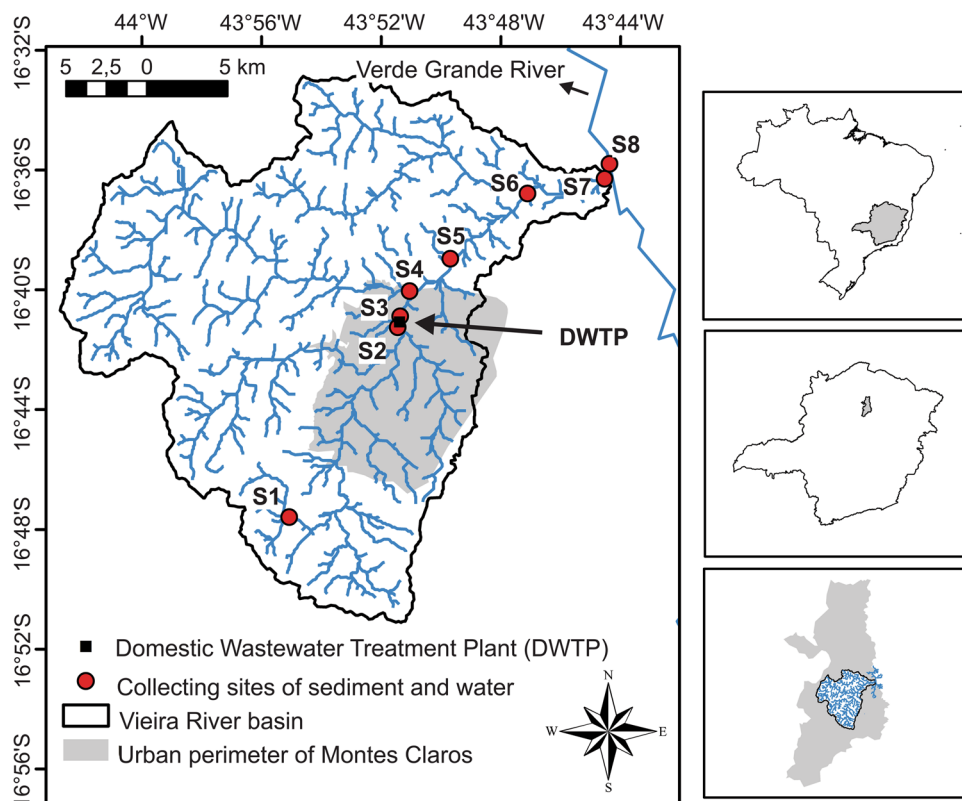 44°W 43°56'W 43°52'W 43°48'W 43°44'W
16°32'S
16°36'S
16°40'S
16°44'S
16°48'S
16°52'S
16°56'S
5 2,5 0 5 km
Verde Grande River
S8
S7
S6
S5
S4
S3
S2
DWTP
S1
Domestic Wastewater Treatment Plant (DWTP)
Collecting sites of sediment and water
Vieira River basin
Urban perimeter of Montes Claros
N
W E
S